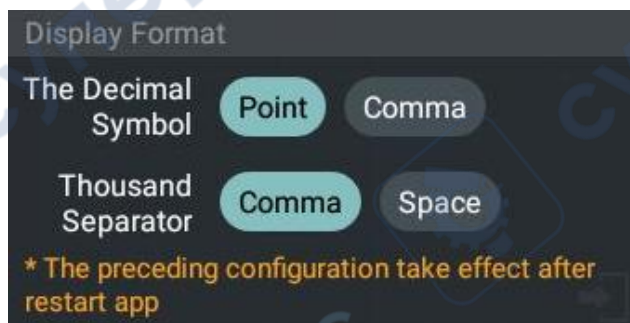 Display Format
The Decimal
Symbol
Point
Comma
Thousand
Separator
Comma
Space
* The preceding configuration take effect after
restart app